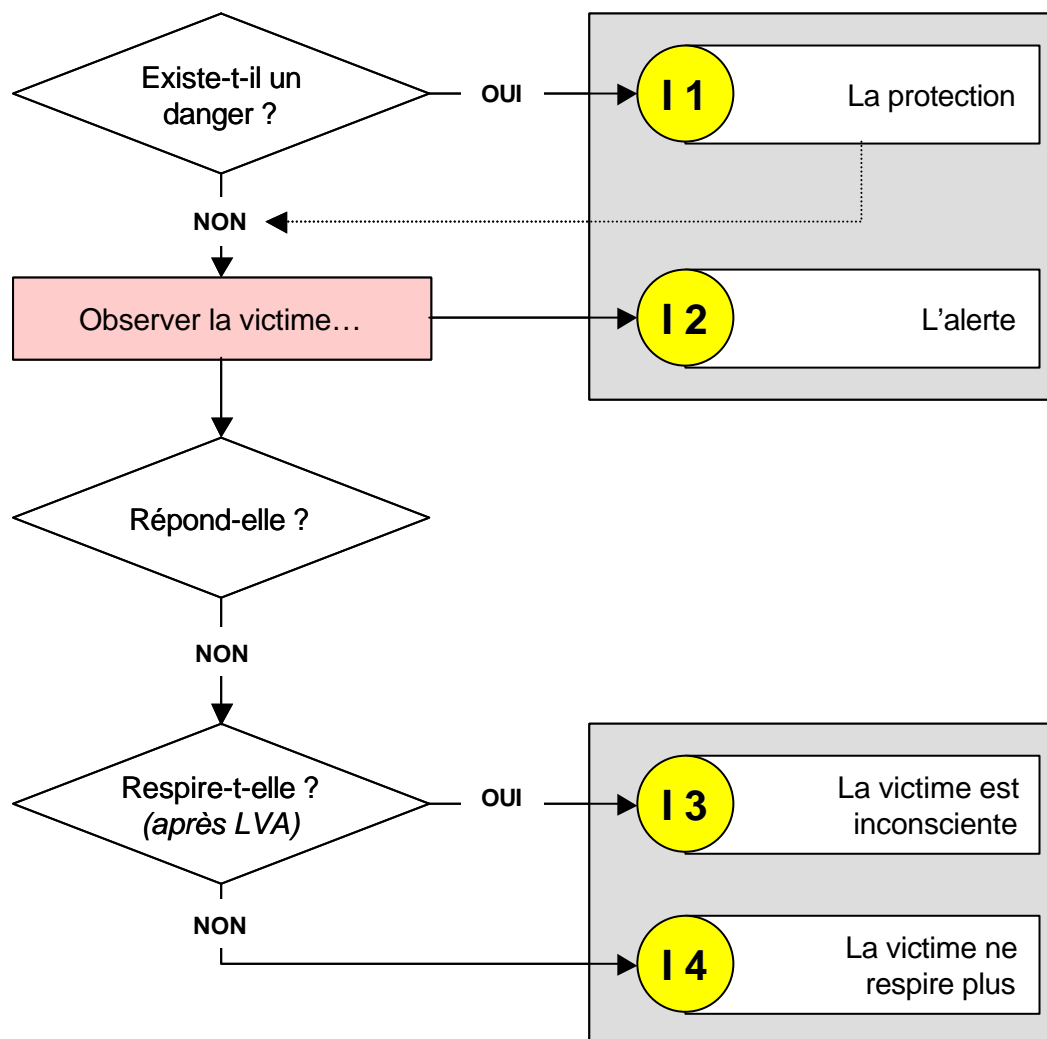 Existe-t-il un
danger ?
OUI
I 1
La protection
NON
Observer la victime…
I 2
L’alerte
Répond-elle ?
NON
Respire-t-elle ?
(après LVA)
OUI
I 3
La victime est
inconsciente
NON
I 4
La victime ne
respire plus